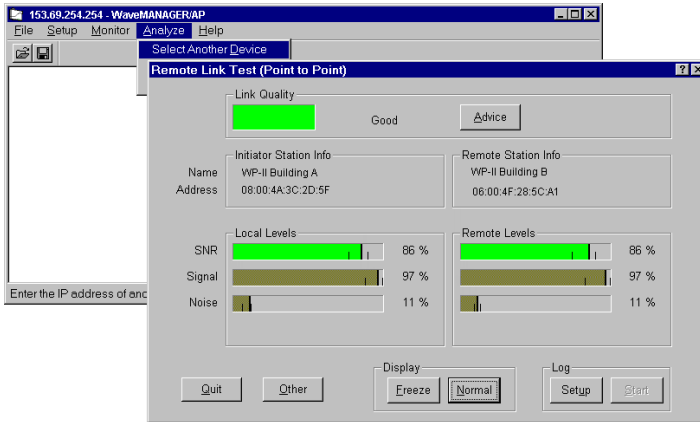 153.69.254.254 - WaveMANAGER/AP
File Setup Monitor Analyze Help
Select Another Device
Remote Link Test (Point to Point)
Link Quality
Good
Advice
Initiator Station Info
Remote Station Info
Name
WP-II Building A
WP-II Building B
Address
08:00:4A:3C:2D:5F
06:00:4F:28:5C:A1
Local Levels
Remote Levels
SNR
86 %
86 %
Signal
97 %
97 %
Noise
11 %
11 %
Enter the IP address of ano
Display
Log
Quit
Other
Freeze
Normal
Setup
Start